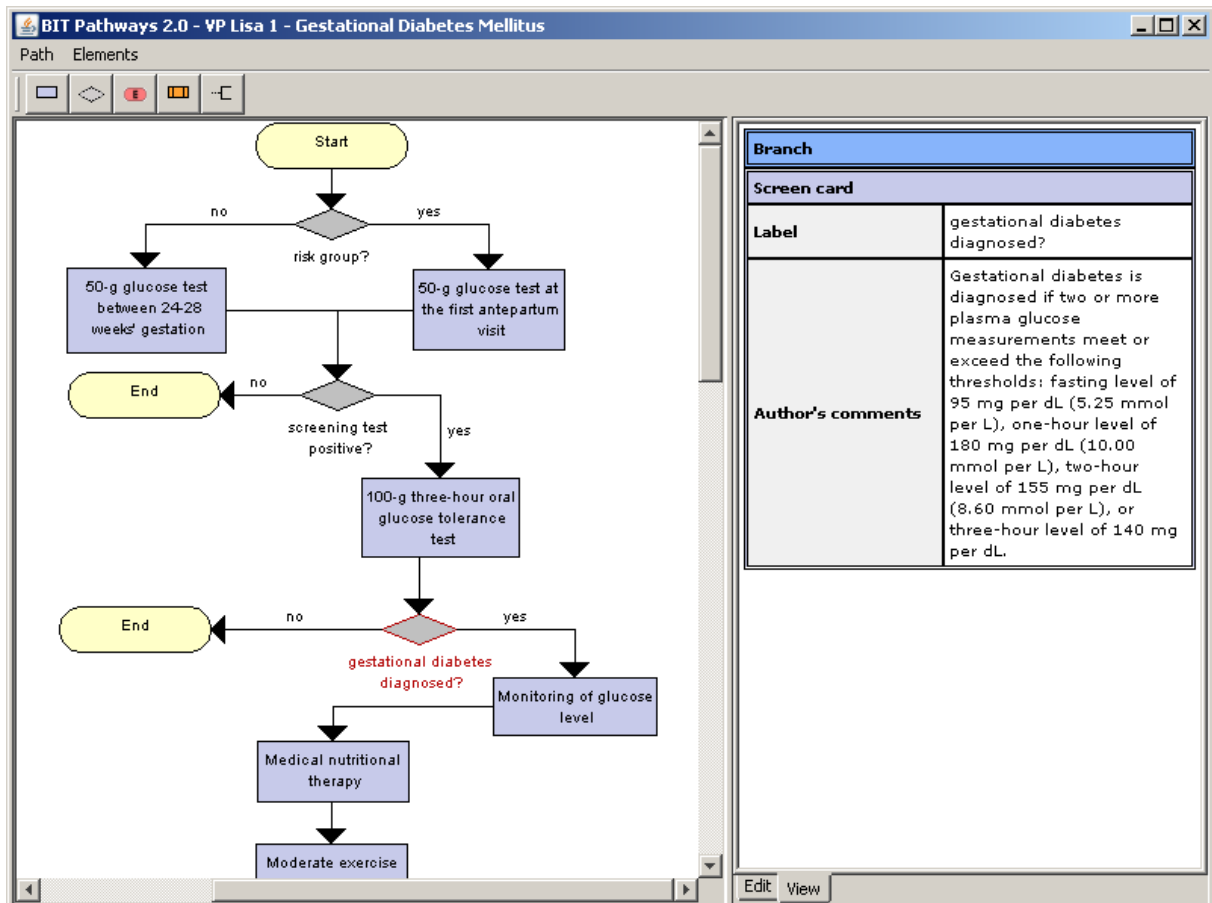 BIT Pathways 2.0 - VP Lisa 1 - Gestational Diabetes Mellitus
Path Elements
E
Start
no
yes
risk group?
50-g glucose test
between 24-28
weeks' gestation
50-g glucose test at
the first antepartum
visit
End
no
screening test
positive?
yes
100-g three-hour oral
glucose tolerance
test
End
no
yes
gestational diabetes
diagnosed?
Monitoring of glucose
level
Medical nutritional
therapy
Moderate exercise
Branch
Screen card
Label
gestational diabetes
diagnosed?
Author's comments
Gestational diabetes is
diagnosed if two or more
plasma glucose
measurements meet or
exceed the following
thresholds: fasting level of
95 mg per dL (5.25 mmol
per L), one-hour level of
180 mg per dL (10.00
mmol per L), two-hour
level of 155 mg per dL
(8.60 mmol per L), or
three-hour level of 140 mg
per dL.
Edit View